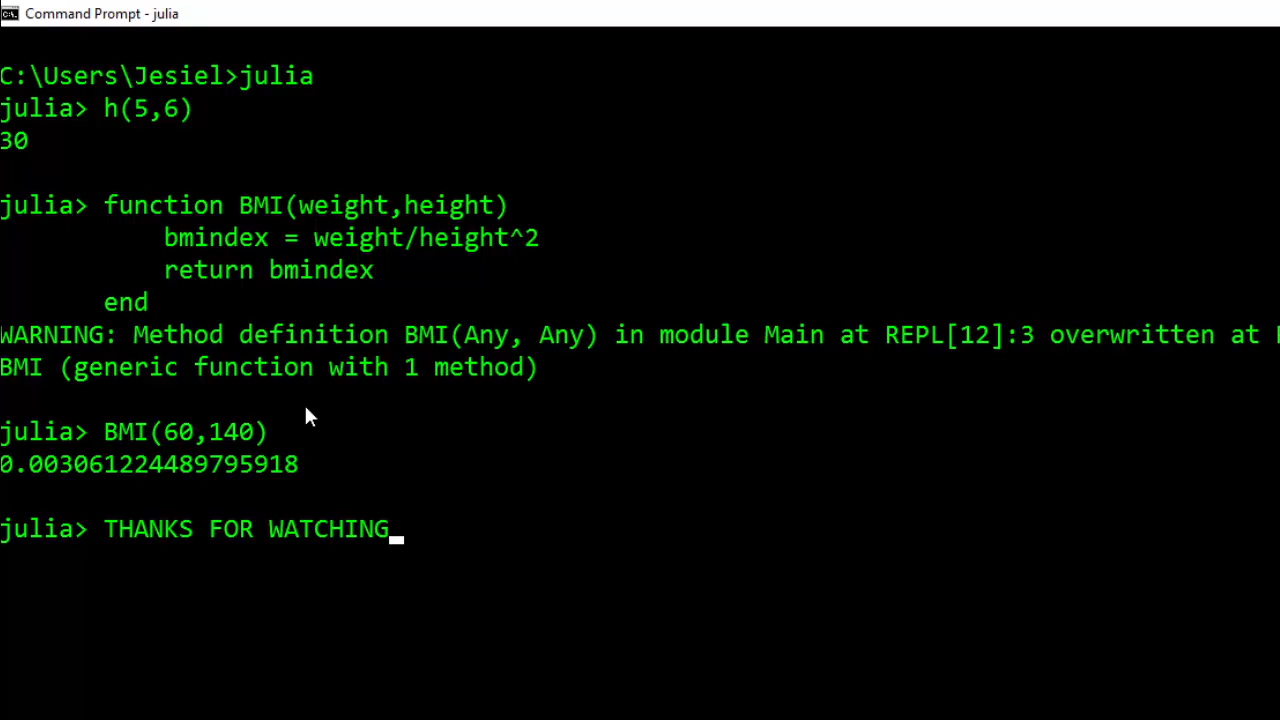 Command Prompt - julia
C:\Users\Jesiel>julia
julia> h(5,6)
30
julia> function BMI(weight,height)
bmindex = weight/height^2
return bmindex
end
WARNING: Method definition BMI(Any, Any) in module Main at REPL[12]:3 overwritten at
BMI (generic function with 1 method)
julia> BMI(60,140)
0.003061224489795918
julia> THANKS FOR WATCHING